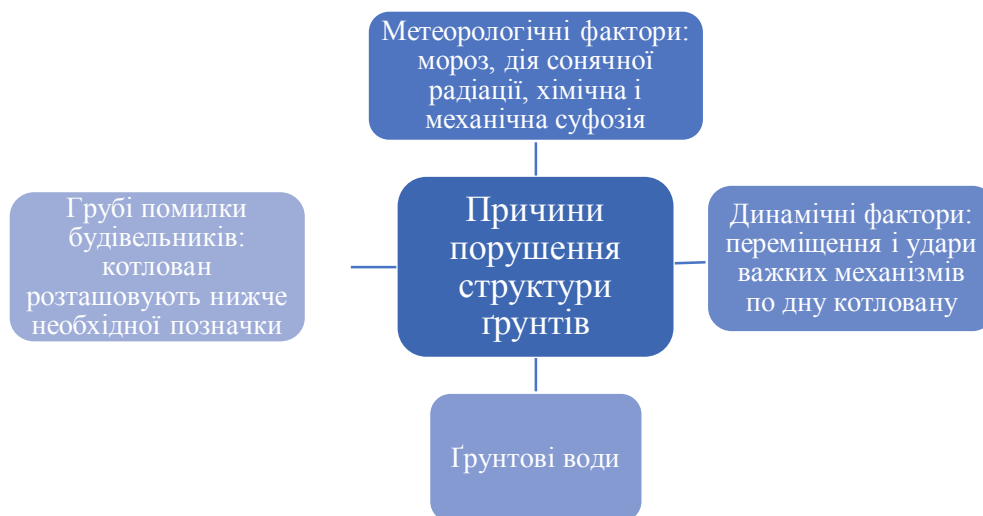 Метеорологічні фактори:
мороз, дія сонячної
радіації, хімічна і
механічна суфозія
Грубі помилки
будівельників:
котлован
розташовують нижче
необхідної позначки
Причини
порушення
структури
ґрунтів
Динамічні фактори:
переміщення і удари
важких механізмів
по дну котловану
Ґрунтові води